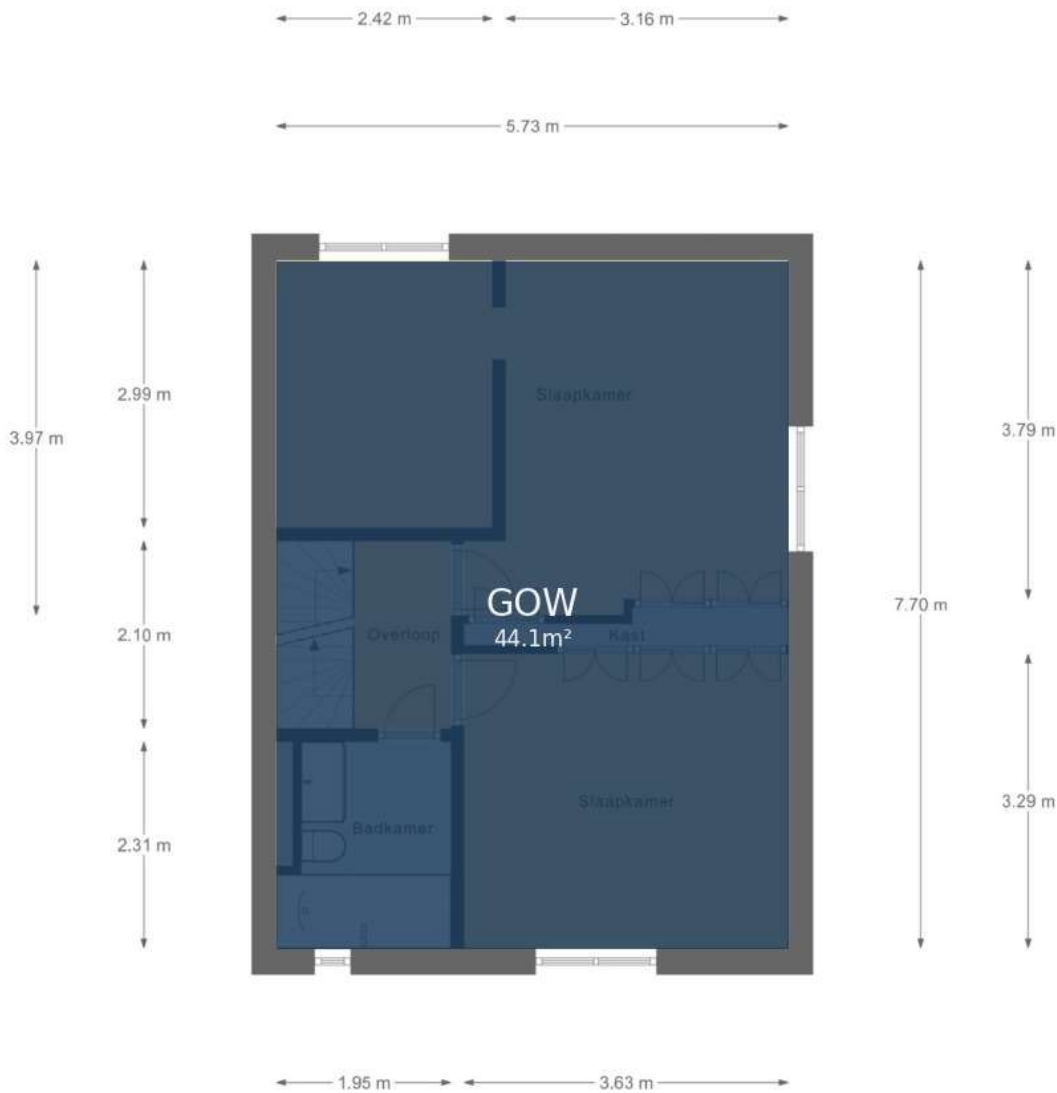 2.42 m
3.16 m
5.73 m
2.99 m
Slaapkamer
3.97 m
3.79 m
GOW
7.70 m
2.10 m
Overloop
44.1m²
Kast
Slaapkamer
3.29 m
Badkamer
2.31 m
1.95 m
3.63 m